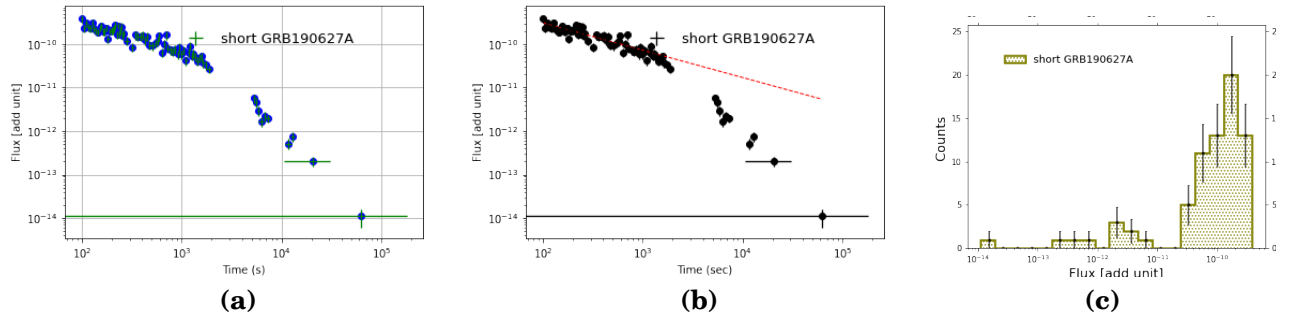 short GRB190627A
Flux [add unit]
10⁻¹⁰
10⁻¹¹
10⁻¹²
10⁻¹³
10⁻¹⁴
10² 10³ 10⁴ 10⁵
Time (s)
(a)
short GRB190627A
Flux [add unit]
10⁻¹⁰
10⁻¹¹
10⁻¹²
10⁻¹³
10⁻¹⁴
10² 10³ 10⁴ 10⁵
Time (sec)
(b)
short GRB190627A
Counts
25
20
15
10
5
0
10⁻¹⁴ 10⁻¹³ 10⁻¹² 10⁻¹¹ 10⁻¹⁰
Flux [add unit]
(c)